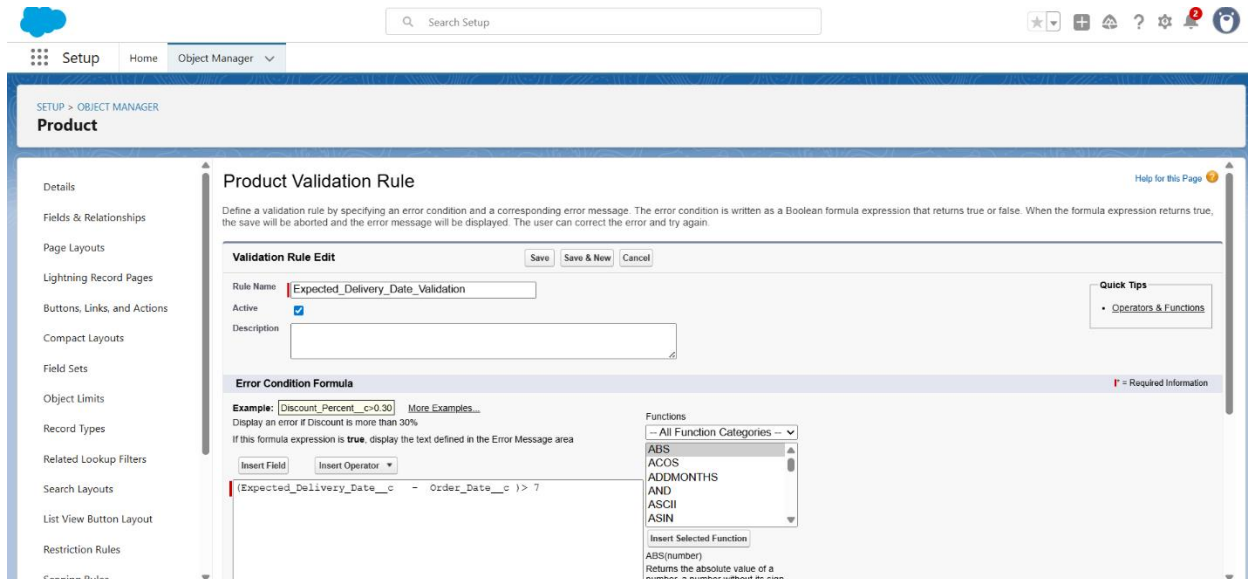 Search Setup
2
Setup
Home
Object Manager
SETUP > OBJECT MANAGER
Product
Details
Fields & Relationships
Page Layouts
Lightning Record Pages
Buttons, Links, and Actions
Compact Layouts
Field Sets
Object Limits
Record Types
Related Lookup Filters
Search Layouts
List View Button Layout
Restriction Rules
Scoping Rules
Product Validation Rule
Help for this Page
Define a validation rule by specifying an error condition and a corresponding error message. The error condition is written as a Boolean formula expression that returns true or false. When the formula expression returns true,
the save will be aborted and the error message will be displayed. The user can correct the error and try again.
Validation Rule Edit
Save
Save & New
Cancel
Rule Name
Expected_Delivery_Date_Validation
Active
Description
Quick Tips
• Operators & Functions
Error Condition Formula
= Required Information
Example: Discount_Percent__c>0.30 More Examples...
Display an error if Discount is more than 30%
If this formula expression is true, display the text defined in the Error Message area
Insert Field
Insert Operator
(Expected_Delivery_Date__c - Order_Date__c )> 7
Functions
-- All Function Categories --
ABS
ACOS
ADDMONTHS
AND
ASCII
ASIN
Insert Selected Function
ABS(number)
Returns the absolute value of a
number, a number without its sign